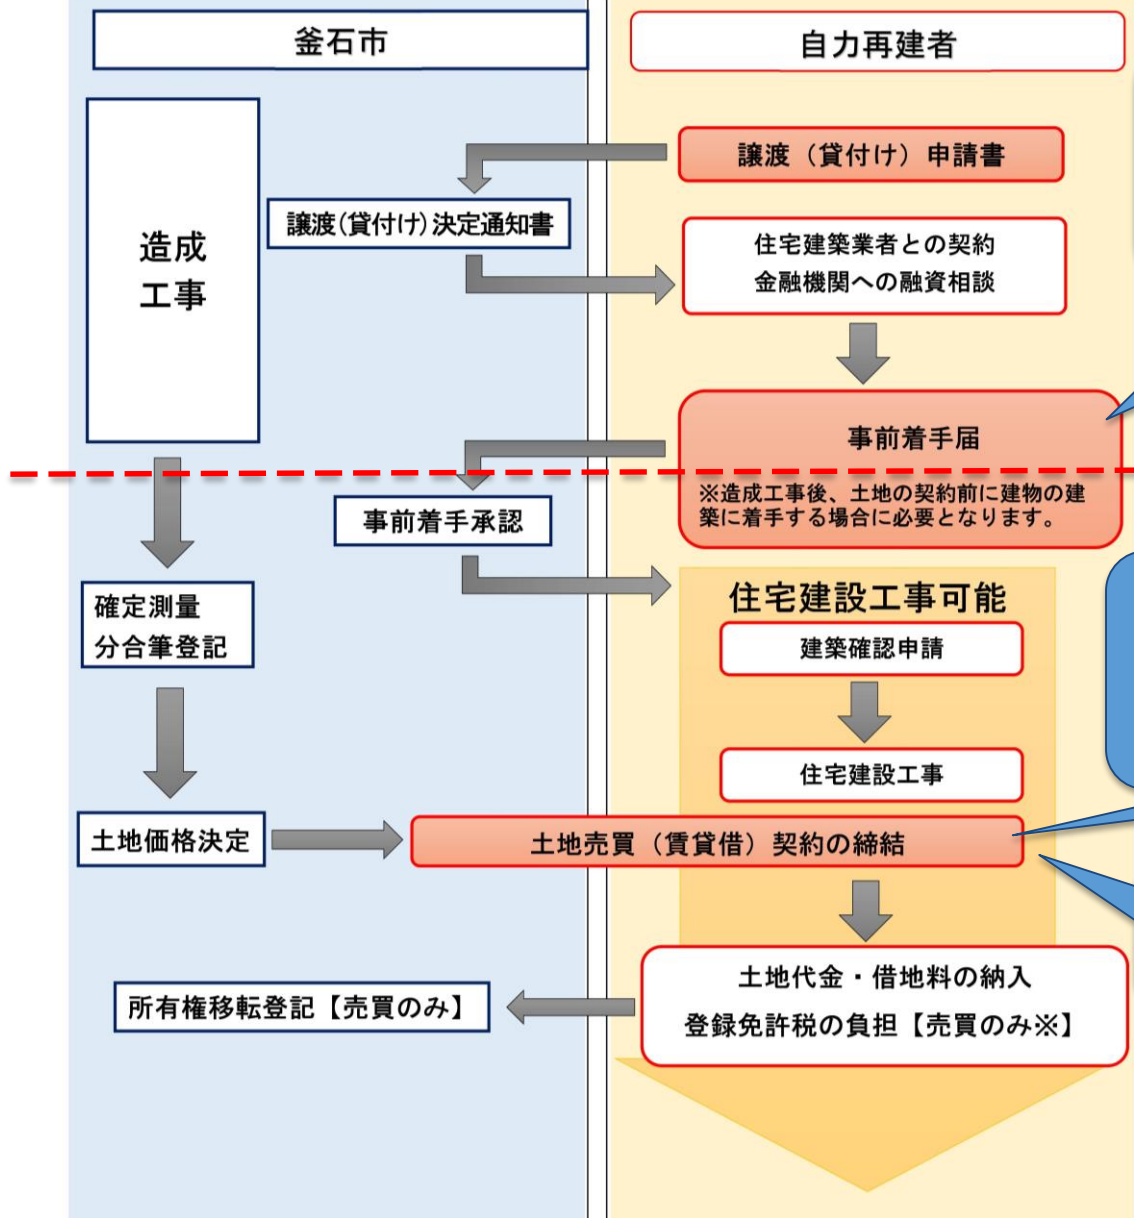 釜石市
自力再建者
造成
工事
譲渡（貸付け）申請書
譲渡(貸付け)決定通知書
住宅建築業者との契約
金融機関への融資相談
事前着手届
※造成工事後、土地の契約前に建物の建
築に着手する場合に必要となります。
事前着手承認
住宅建設工事可能
確定測量
分合筆登記
建築確認申請
住宅建設工事
土地価格決定
土地売買（賃貸借）契約の締結
土地代金・借地料の納入
登録免許税の負担【売買のみ※】
所有権移転登記【売買のみ】